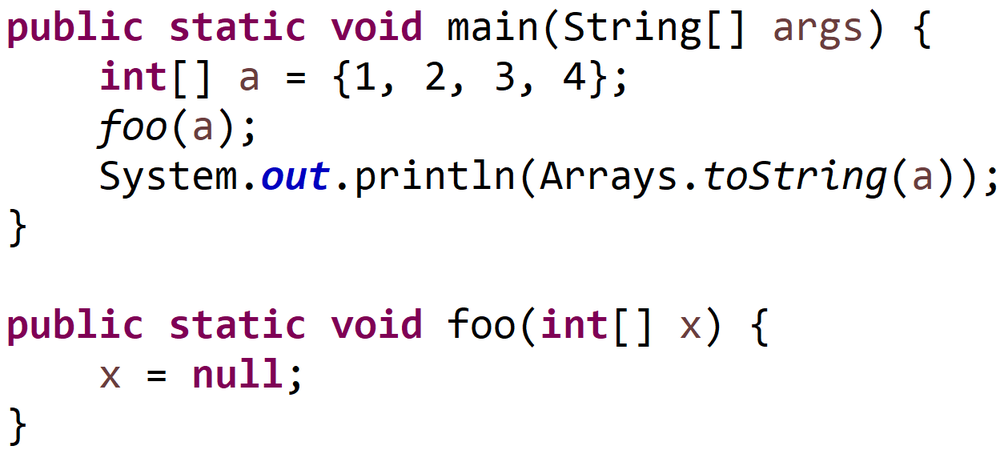 public static void main(String[] args) {
    int[] a = {1, 2, 3, 4};
    foo(a);
    System.out.println(Arrays.toString(a));
}

public static void foo(int[] x) {
    x = null;
}